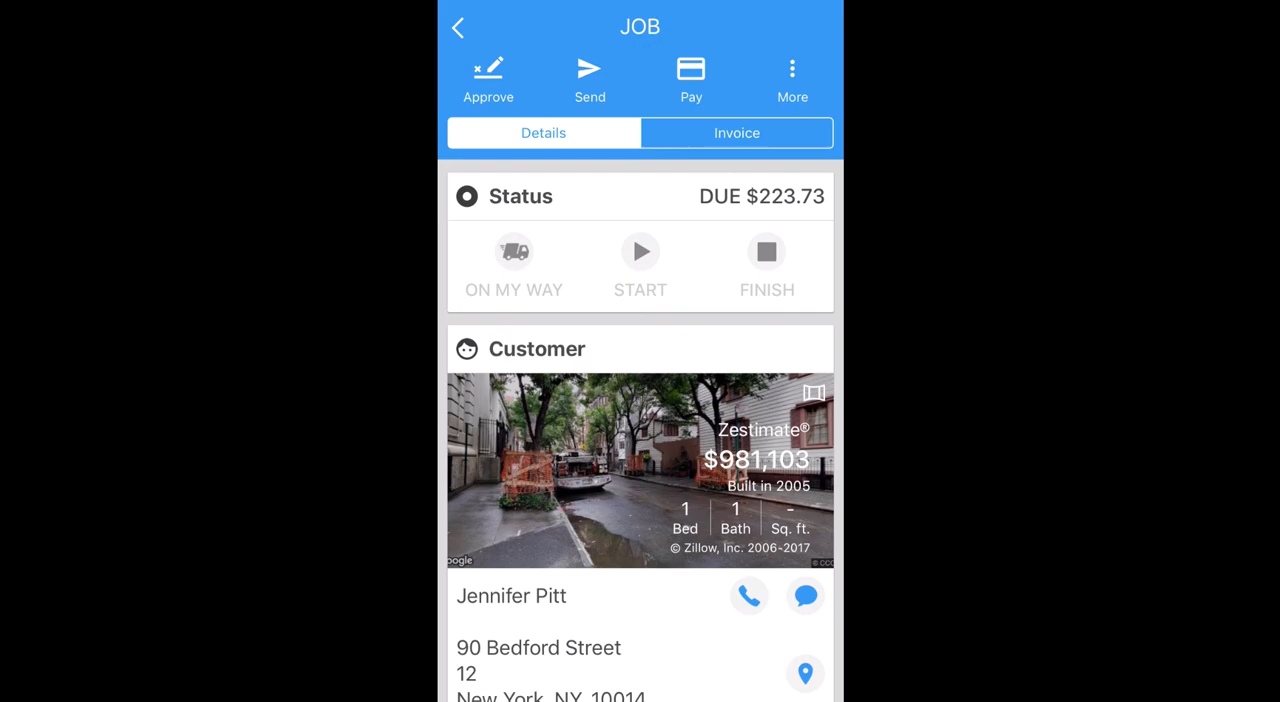 JOB
Approve Send Pay More
Details Invoice
Status DUE $223.73
ON MY WAY START FINISH
Customer
Zestimate®
$981,103
Built in 2005
1 1 -
Bed Bath Sq. ft.
© Zillow, Inc. 2006-2017
oogle © CCC
Jennifer Pitt
90 Bedford Street
12
New York, NY, 10014